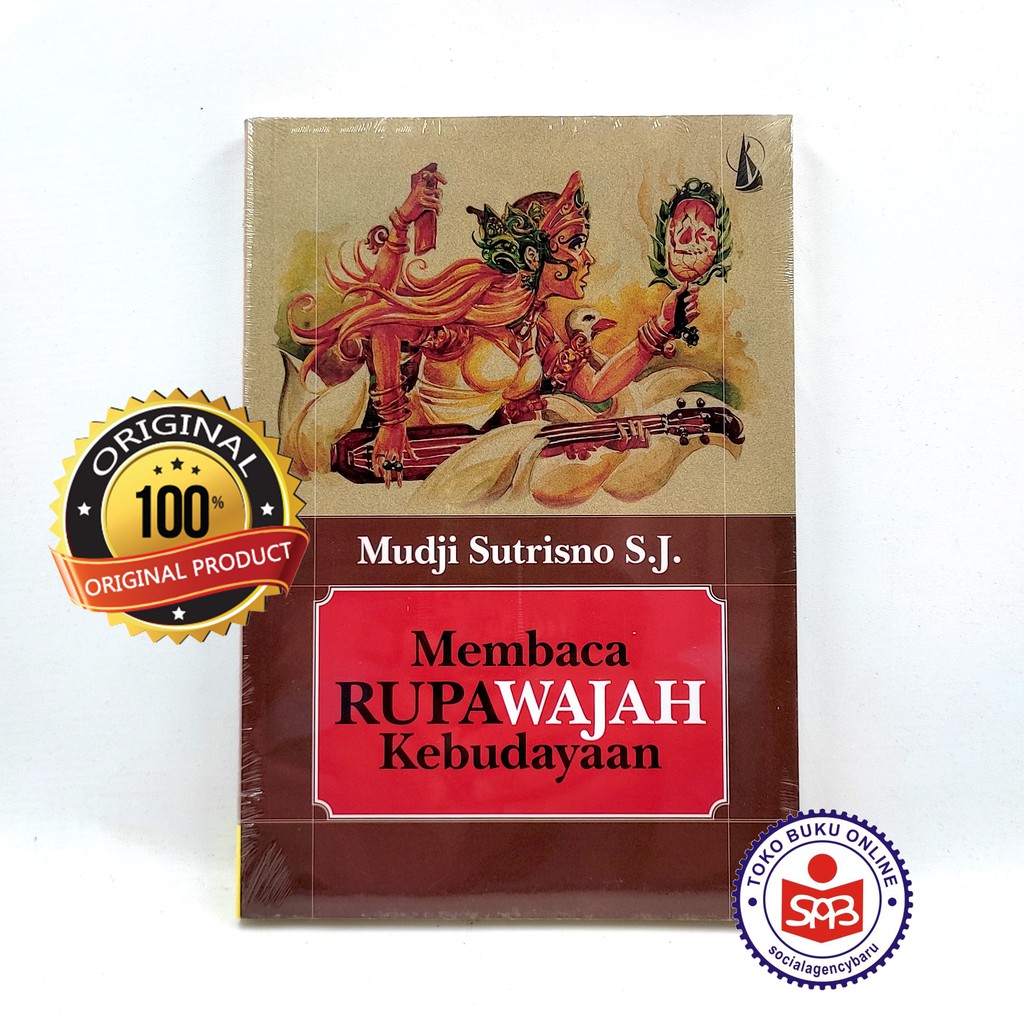 ORIGINAL
100%
ORIGINAL PRODUCT
Mudji Sutrisno S.J.
Membaca
RUPAWAJAH
Kebudayaan
TOKO BUKU ONLINE
SAB
socialagencybaru